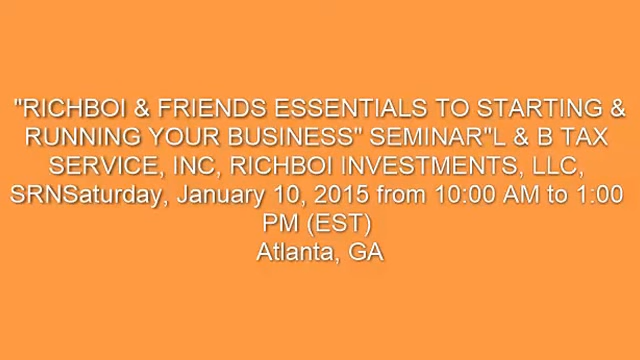 "RICHBOI & FRIENDS ESSENTIALS TO STARTING &
RUNNING YOUR BUSINESS" SEMINAR"L & B TAX
SERVICE, INC, RICHBOI INVESTMENTS, LLC,
SRNSaturday, January 10, 2015 from 10:00 AM to 1:00
PM (EST)
Atlanta, GA